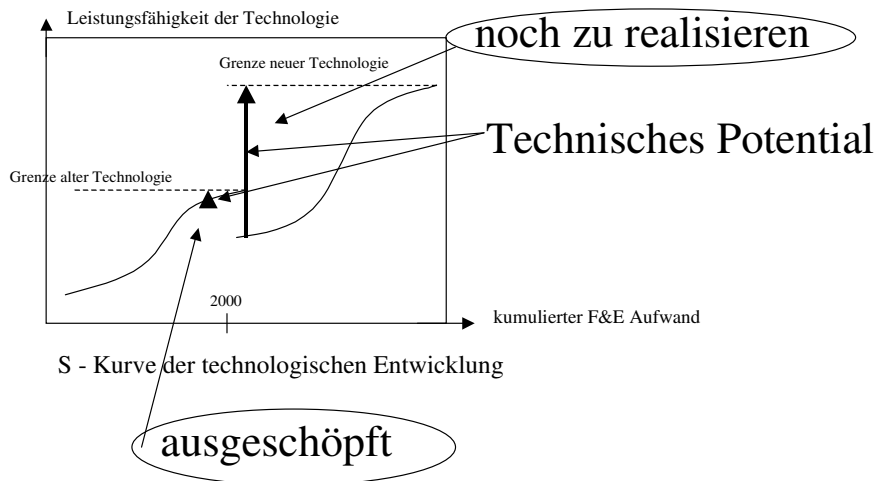 Leistungsfähigkeit der Technologie
noch zu realisieren
Grenze neuer Technologie
Technisches Potential
Grenze alter Technologie
2000
kumulierter F&E Aufwand
S - Kurve der technologischen Entwicklung
ausgeschöpft